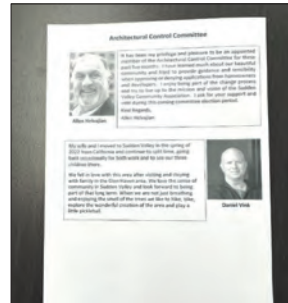 Architectural Control Committee
It has been my privilege and pleasure to be an appointed
member of the Architectural Control Committee for these
past five months. I have learned much about our beautiful
community and tried to provide guidance and sensibility
when approving or denying applications from homeowners
and developers. I enjoy being part of the change process
and try to live up to the mission and vision of the Sudden
Valley Community Association. I ask for your support and
vote during this coming committee election period.
Best Regards,
Allen
Allen
My wife and I moved to Sudden Valley in the spring of
2022 from California and continue to split time, going
back occasionally for both work and to see our three
children there.
We fell in love with this area after visiting and staying
with family in the area. We love the sense of
community in Sudden Valley and look forward to being
part of that long term. When we are not just breathing
and enjoying the smell of the trees we like to hike, bike,
explore the wonderful creation of the area and play a
little pickleball.
Daniel Vink